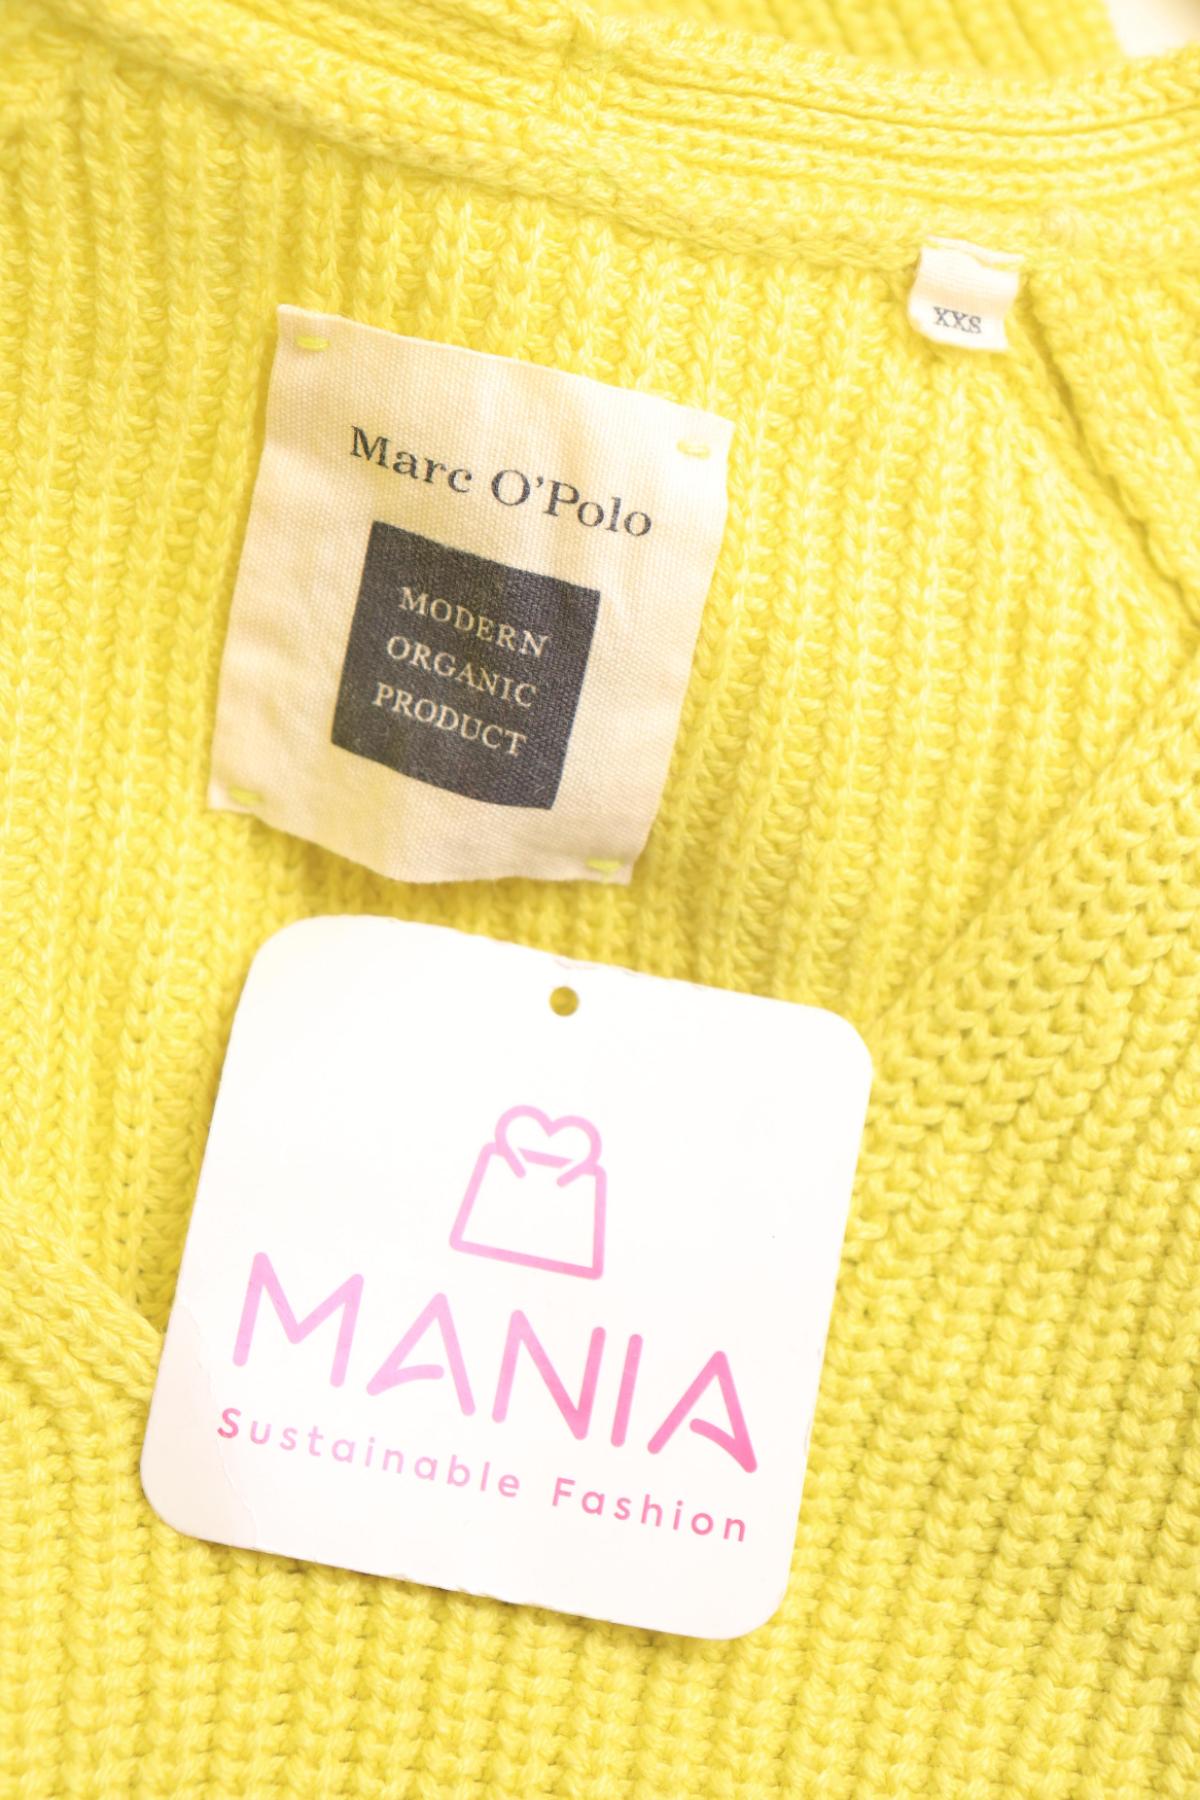 XXS
Marc O'Polo
MODERN
ORGANIC
PRODUCT
MANIA
Sustainable Fashion